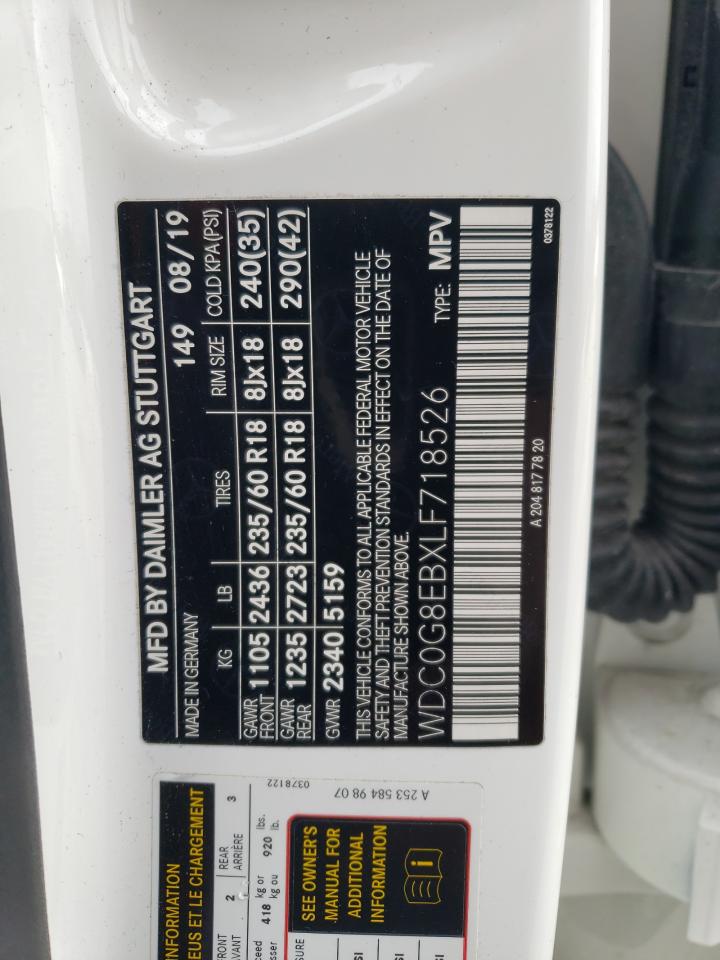 MFD BY DAIMLER AG STUTTGART
MADE IN GERMANY 149 08/19
KG LB TIRES RIM SIZE COLD KPA (PSI)
GAWR FRONT 1105 2436 235/60 R18 8Jx18 240(35)
GAWR REAR 1235 2723 235/60 R18 8Jx18 290(42)
GVWR 2340 5159
THIS VEHICLE CONFORMS TO ALL APPLICABLE FEDERAL MOTOR VEHICLE
SAFETY AND THEFT PREVENTION STANDARDS IN EFFECT ON THE DATE OF
MANUFACTURE SHOWN ABOVE.
WDC0G8EBXLF718526 TYPE: MPV
A 204 817 78 20 0378122
INFORMATION
EUS ET LE CHARGEMENT
2 REAR 3
ARRIÈRE
418 kg or 920 lbs.
kg ou lb.
SEE OWNER'S
MANUAL FOR
ADDITIONAL
INFORMATION
A 253 584 98 07
0378122